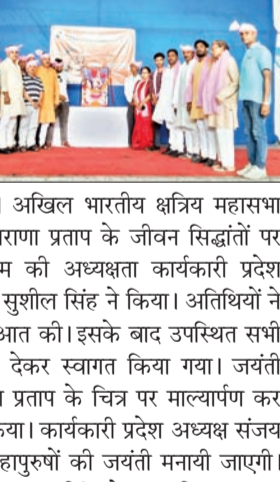 । अखिल भारतीय क्षत्रिय महासभा
राणा प्रताप के जीवन सिद्धांतों पर
म की अध्यक्षता कार्यकारी प्रदेश
सुशील सिंह ने किया। अतिथियों ने
आत की। इसके बाद उपस्थित सभी
देकर स्वागत किया गया। जयंती
प्रताप के चित्र पर माल्यार्पण कर
कया। कार्यकारी प्रदेश अध्यक्ष संजय
हापुरुषों की जयंती मनायी जाएगी।